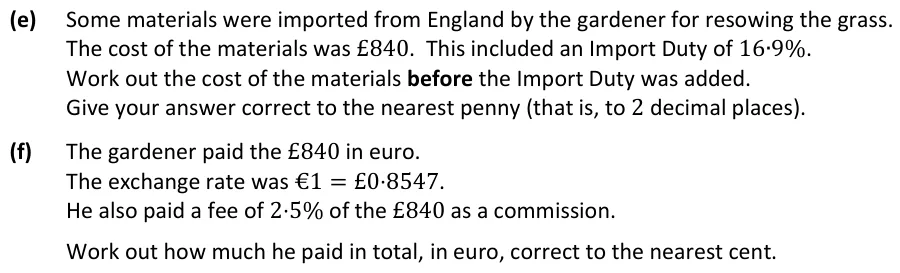 (e) Some materials were imported from England by the gardener for resowing the grass.
The cost of the materials was £840. This included an Import Duty of 16·9%.
Work out the cost of the materials before the Import Duty was added.
Give your answer correct to the nearest penny (that is, to 2 decimal places).
(f) The gardener paid the £840 in euro.
The exchange rate was €1 = £0·8547.
He also paid a fee of 2·5% of the £840 as a commission.
Work out how much he paid in total, in euro, correct to the nearest cent.